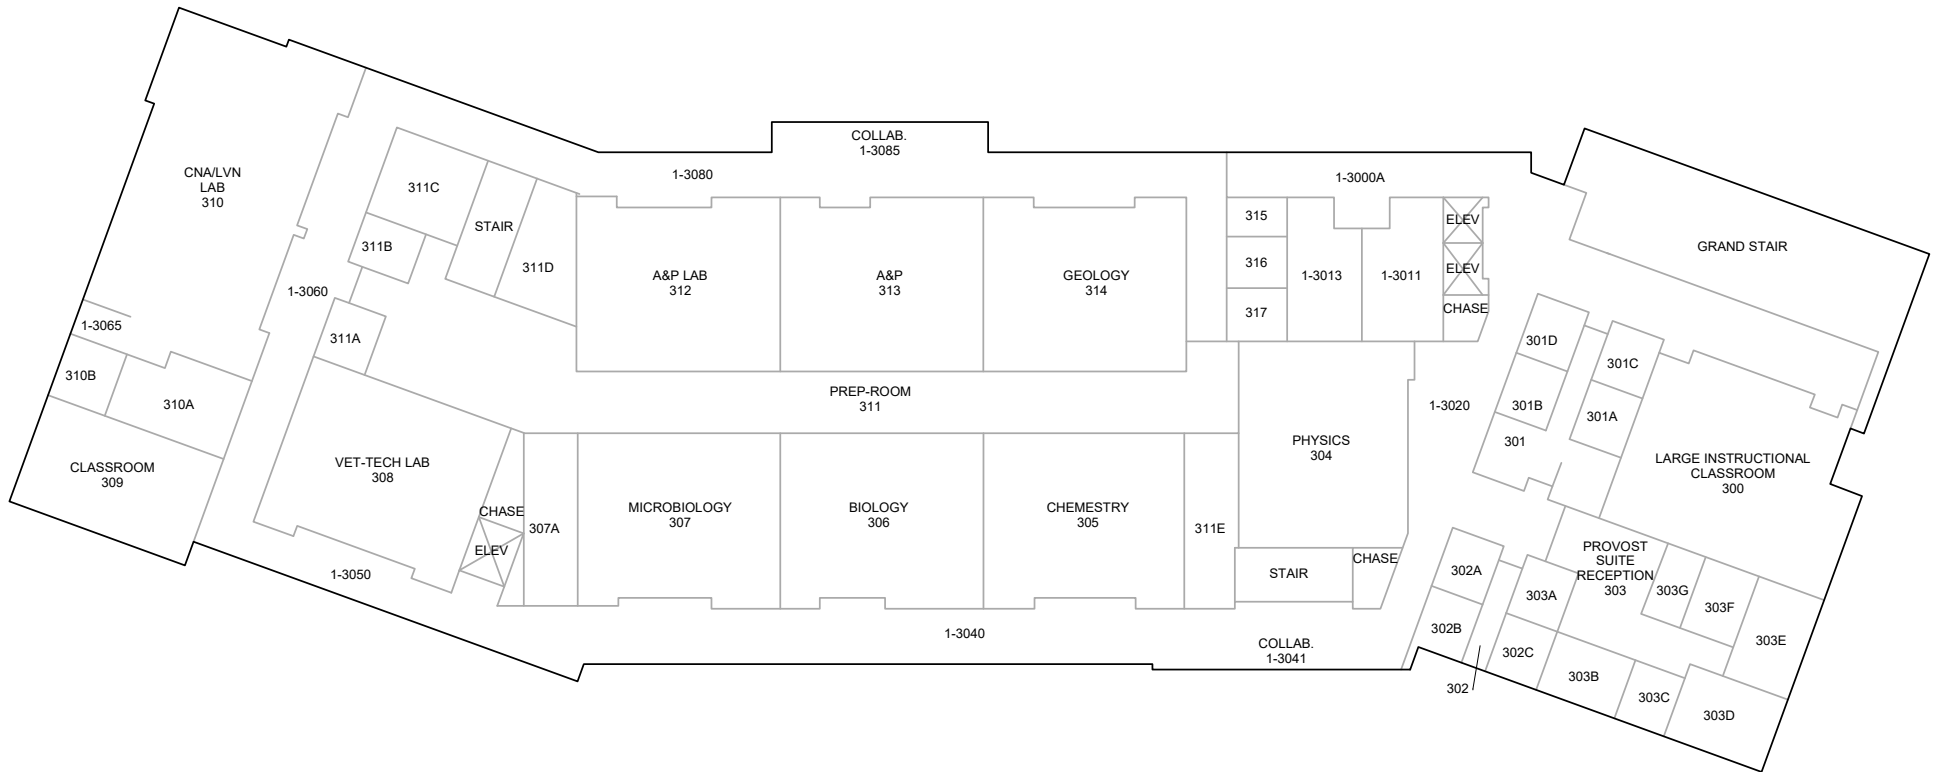 COLLAB.
1-3085
CNA/LVN
LAB
310
311C
1-3080
1-3000A
STAIR
311B
311D
315
ELEV
316
ELEV
317
1-3013
1-3011
CHASE
GRAND STAIR
A&P LAB
312
A&P
313
GEOLOGY
314
1-3060
1-3065
311A
310B
310A
301D
301C
301B
301A
301
PREP-ROOM
311
1-3020
CLASSROOM
309
VET-TECH LAB
308
PHYSICS
304
LARGE INSTRUCTIONAL
CLASSROOM
300
CHASE
307A
ELEV
MICROBIOLOGY
307
BIOLOGY
306
CHEMESTRY
305
311E
STAIR
CHASE
1-3050
PROVOST
SUITE
RECEPTION
303
302A
303A
303G
303F
302B
302C
303E
1-3040
COLLAB.
1-3041
302
303B
303C
303D